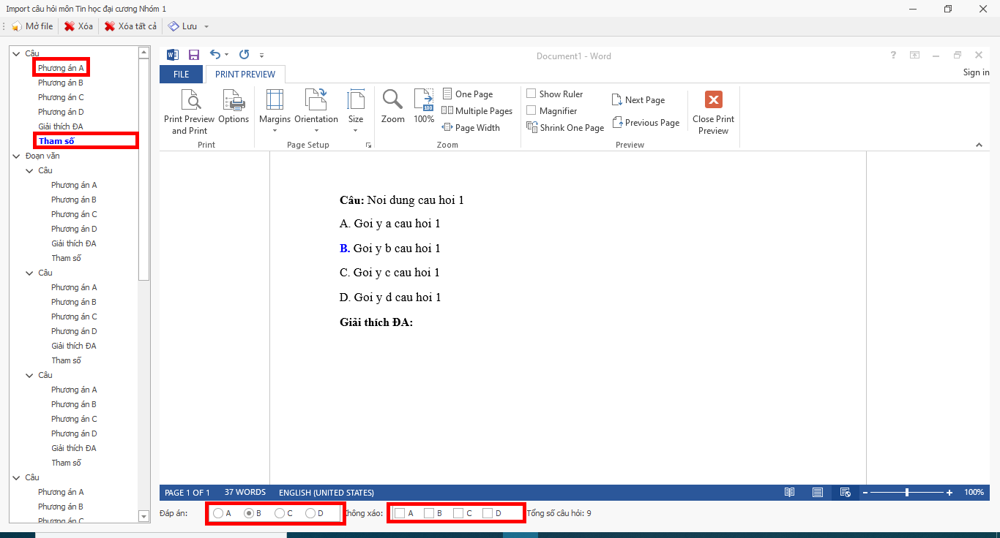 Import câu hỏi môn Tin học đại cương Nhóm 1
Mở file Xóa Xóa tất cả Lưu
Câu
Phương án A
Phương án B
Phương án C
Phương án D
Giải thích ĐA
Tham số
Đoạn văn
Câu
Phương án A
Phương án B
Phương án C
Phương án D
Giải thích ĐA
Tham số
Câu
Phương án A
Phương án B
Phương án C
Phương án D
Giải thích ĐA
Tham số
Câu
Phương án A
Phương án B
Phương án C
Phương án D
Giải thích ĐA
Tham số
Câu
Phương án A
Phương án B
Phương án C
Document1 - Word
Sign in
FILE PRINT PREVIEW
Print Preview and Print
Options
Print
Margins
Orientation
Size
Page Setup
Zoom
100%
One Page
Multiple Pages
Page Width
Zoom
Show Ruler
Magnifier
Shrink One Page
Next Page
Previous Page
Close Print Preview
Preview
Câu: Noi dung cau hoi 1
A. Goi y a cau hoi 1
B. Goi y b cau hoi 1
C. Goi y c cau hoi 1
D. Goi y d cau hoi 1
Giải thích ĐA:
PAGE 1 OF 1 37 WORDS ENGLISH (UNITED STATES) 100%
Đáp án: A B C D Không xáo: A B C D Tổng số câu hỏi: 9